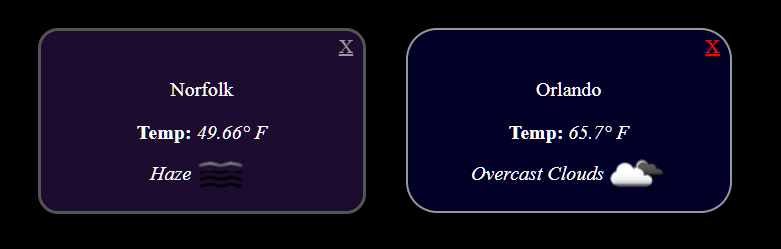 X
Norfolk
Temp: 49.66° F
Haze
X
Orlando
Temp: 65.7° F
Overcast Clouds